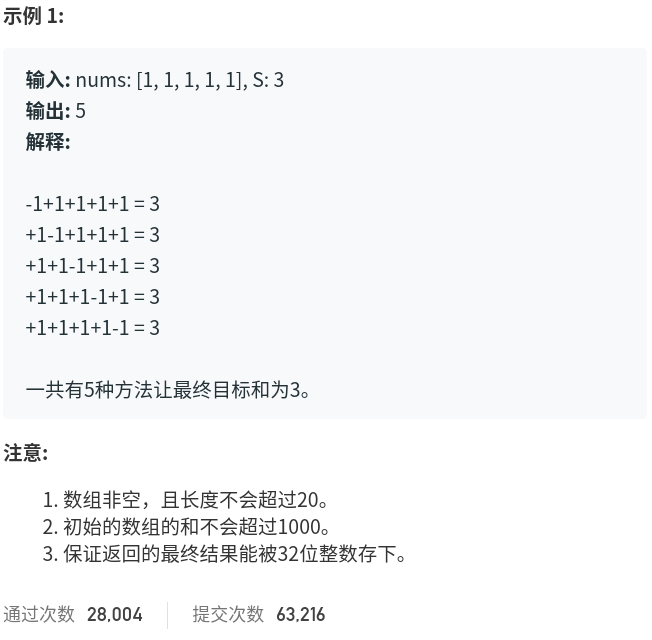 示例 1:
输入: nums: [1, 1, 1, 1, 1], S: 3
输出: 5
解释:
-1+1+1+1+1 = 3
+1-1+1+1+1 = 3
+1+1-1+1+1 = 3
+1+1+1-1+1 = 3
+1+1+1+1-1 = 3
一共有5种方法让最终目标和为3。
注意:
1. 数组非空，且长度不会超过20。
2. 初始的数组的和不会超过1000。
3. 保证返回的最终结果能被32位整数存下。
通过次数 28,004 提交次数 63,216